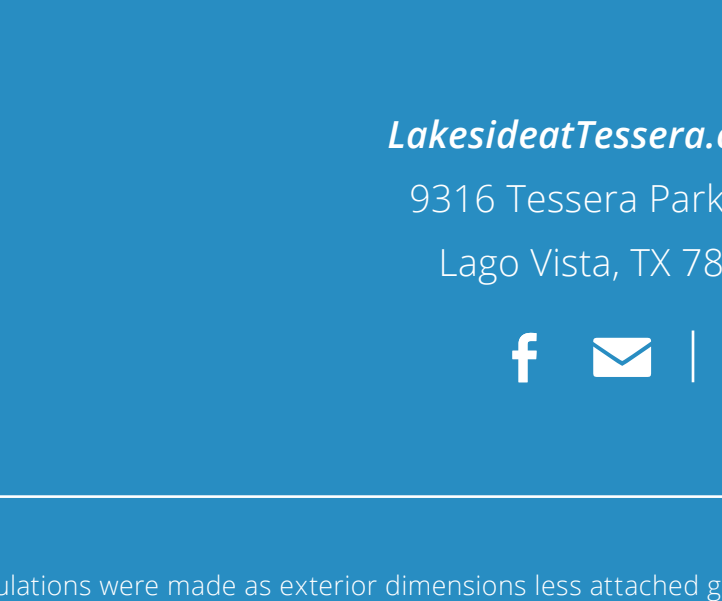 LakesideatTessera.
9316 Tessera Park
Lago Vista, TX 78
ulations were made as exterior dimensions less attached g